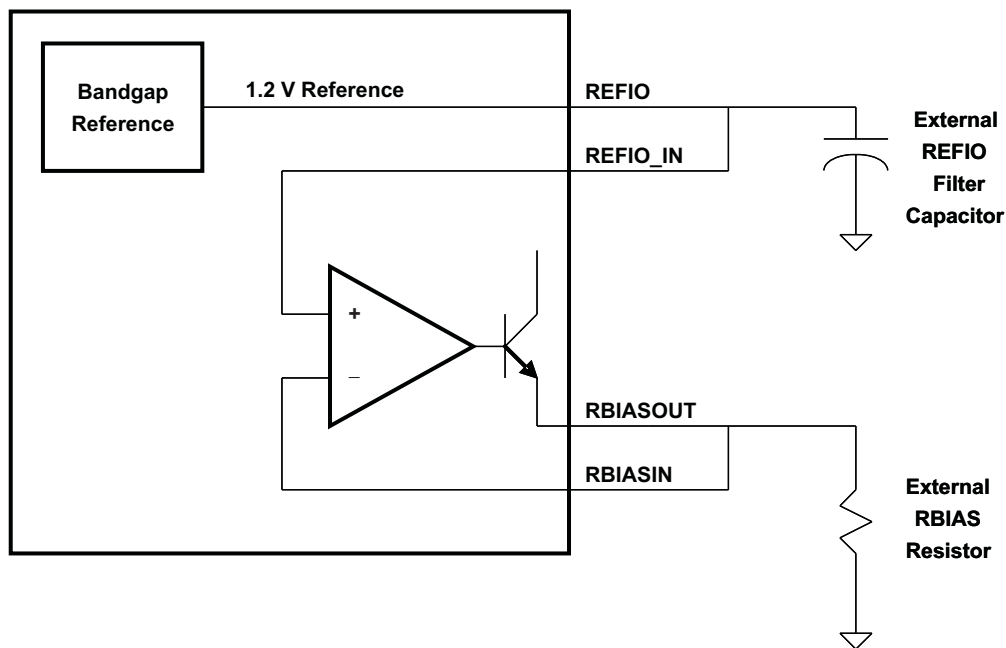 Bandgap
Reference
1.2 V Reference
REFIO
REFIO_IN
External
REFIO
Filter
Capacitor
+
–
RBIASOUT
RBIASIN
External
RBIAS
Resistor